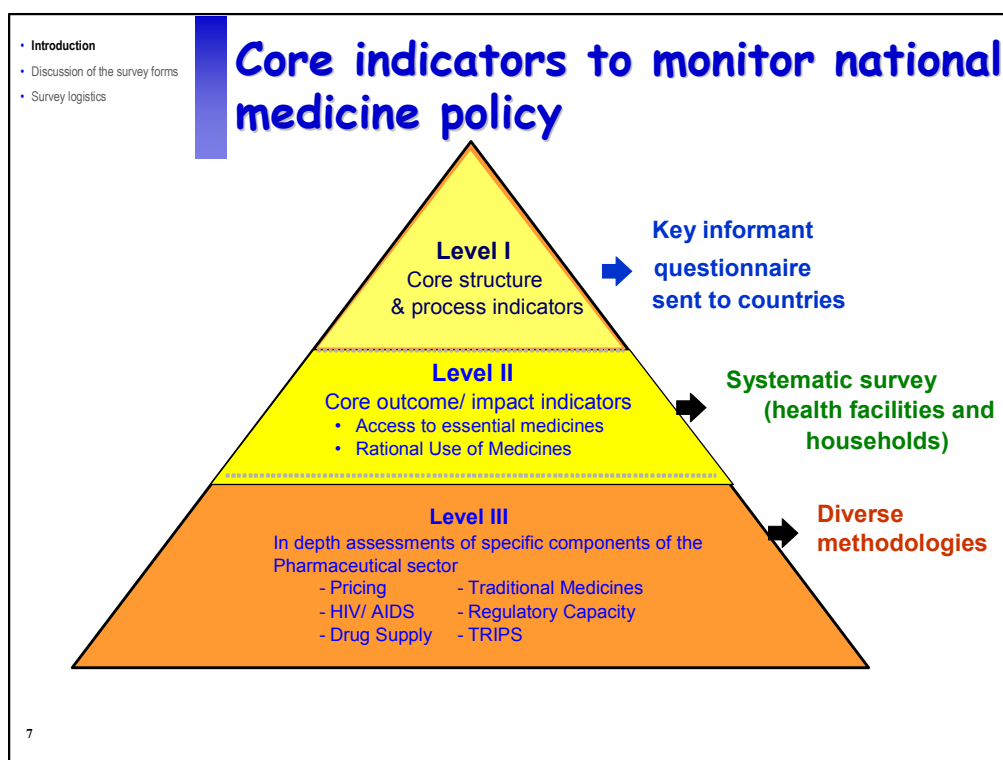 • Introduction
• Discussion of the survey forms
• Survey logistics
Core indicators to monitor national
medicine policy
Level I
Core structure
& process indicators
Key informant
questionnaire
sent to countries
Level II
Core outcome/ impact indicators
• Access to essential medicines
• Rational Use of Medicines
Systematic survey
(health facilities and
households)
Level III
In depth assessments of specific components of the
Pharmaceutical sector
- Pricing - Traditional Medicines
- HIV/ AIDS - Regulatory Capacity
- Drug Supply - TRIPS
Diverse
methodologies
7